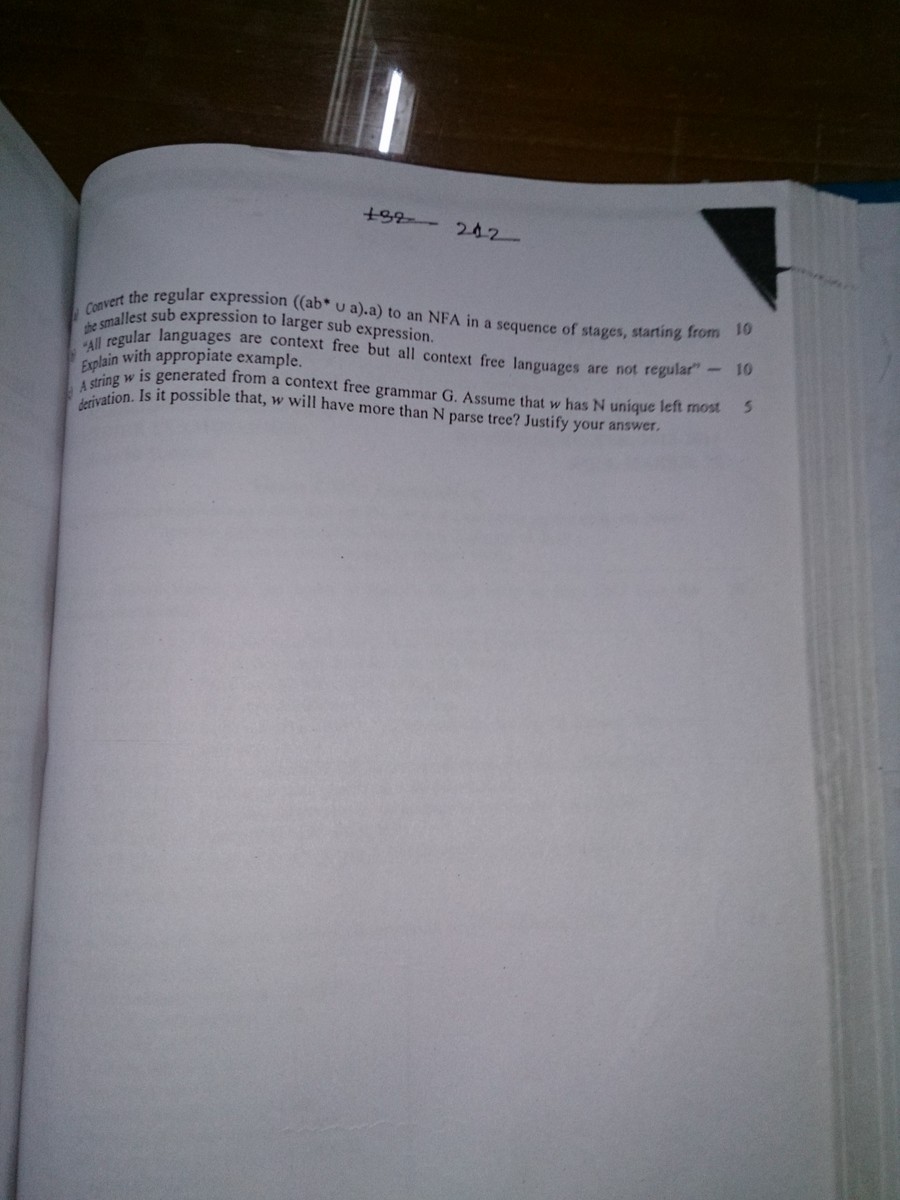 132 212
Convert the regular expression ((ab* ∪ a).a) to an NFA in a sequence of stages, starting from 10
the smallest sub expression to larger sub expression.
"All regular languages are context free but all context free languages are not regular" — 10
Explain with appropiate example.
A string w is generated from a context free grammar G. Assume that w has N unique left most 5
derivation. Is it possible that, w will have more than N parse tree? Justify your answer.